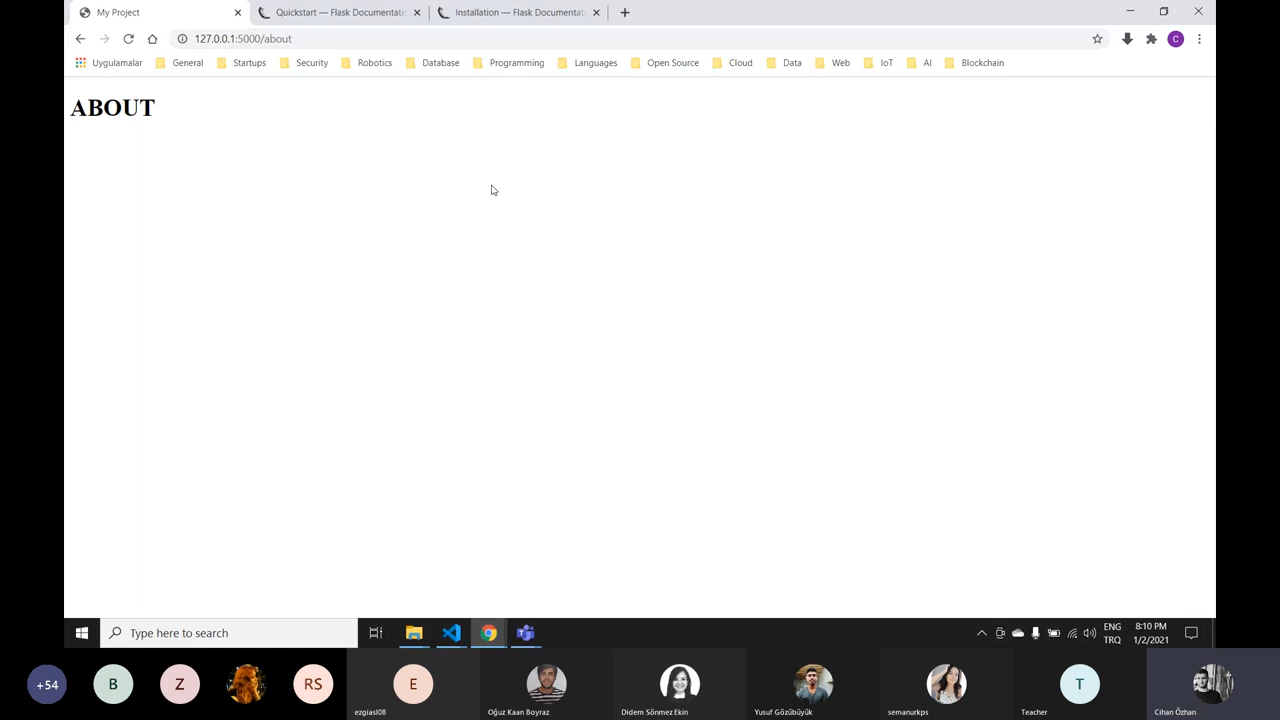 My Project
Quickstart — Flask Documentatio
Installation — Flask Documentat
127.0.0.1:5000/about
C
Uygulamalar General Startups Security Robotics Database Programming Languages Open Source Cloud Data Web IoT AI Blockchain
ABOUT
Type here to search
ENG
TRQ
8:10 PM
1/2/2021
+54
B
Z
RS
E
T
ezgiasl08
Oğuz Kaan Boyraz
Didem Sönmez Ekin
Yusuf Gözübüyük
semanurkps
Teacher
Cihan Özhan